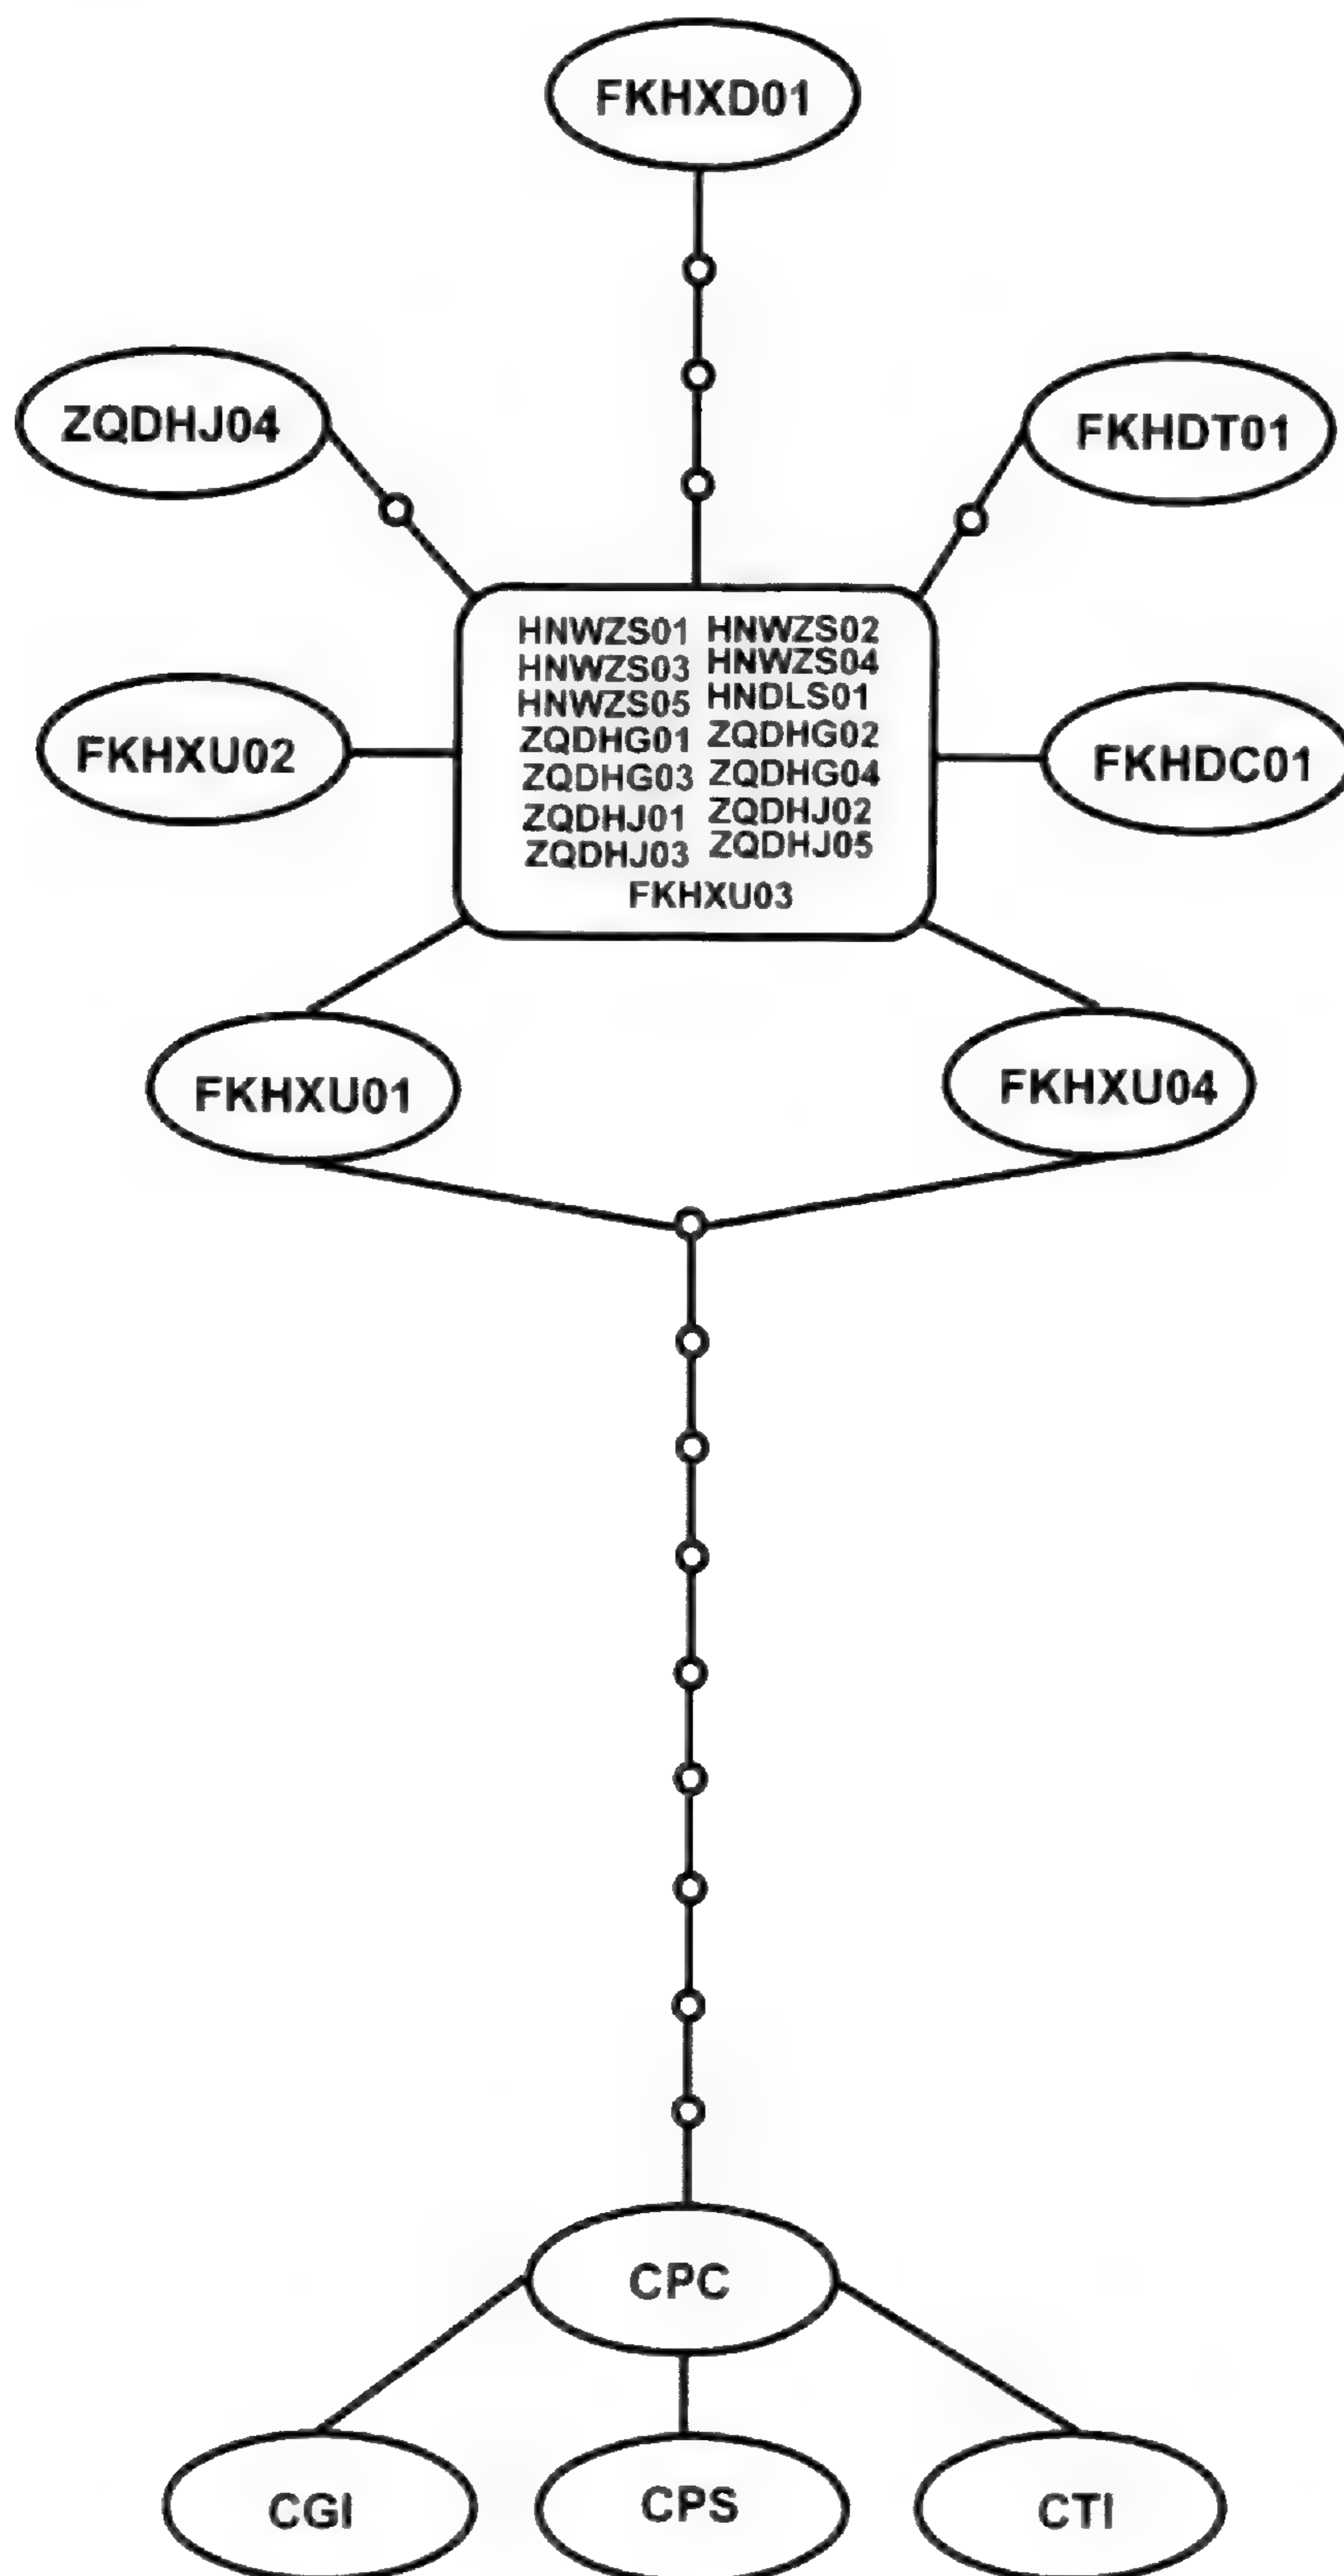 FKHXD01
ZQDHJ04
FKHDT01
HNWZS01 HNWZS02
HNWZS03 HNWZS04
HNWZS05 HNDLS01
ZQDHG01 ZQDHG02
ZQDHG03 ZQDHG04
ZQDHJ01 ZQDHJ02
ZQDHJ03 ZQDHJ05
FKHXU03
FKHXU02
FKHDC01
FKHXU01
FKHXU04
CPC
CGI
CPS
CTI